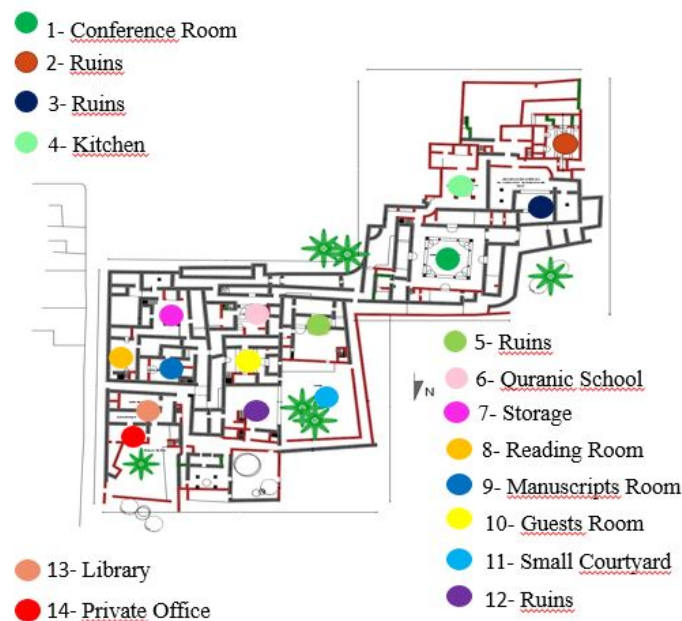 1- Conference Room
2- Ruins
3- Ruins
4- Kitchen
5- Ruins
N
6- Quranic School
7- Storage
8- Reading Room
9- Manuscripts Room
10- Guests Room
11- Small Courtyard
12- Ruins
13- Library
14- Private Office